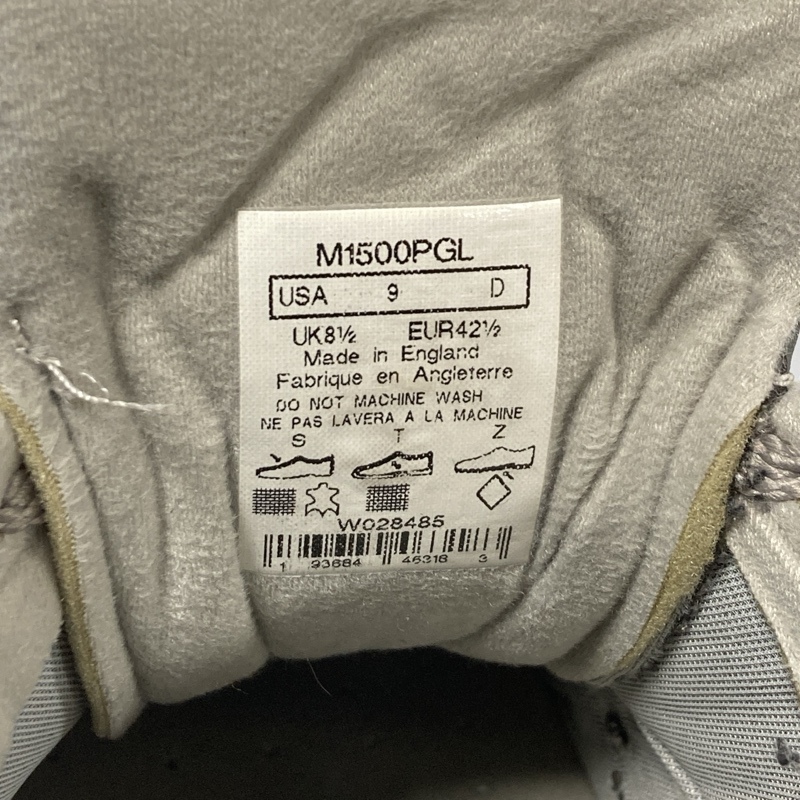 M1500PGL
USA 9 D
UK8½ EUR42½
Made in England
Fabrique en Angleterre
DO NOT MACHINE WASH
NE PAS LAVERA A LA MACHINE
S T Z
W028485
1 93684 46318 3